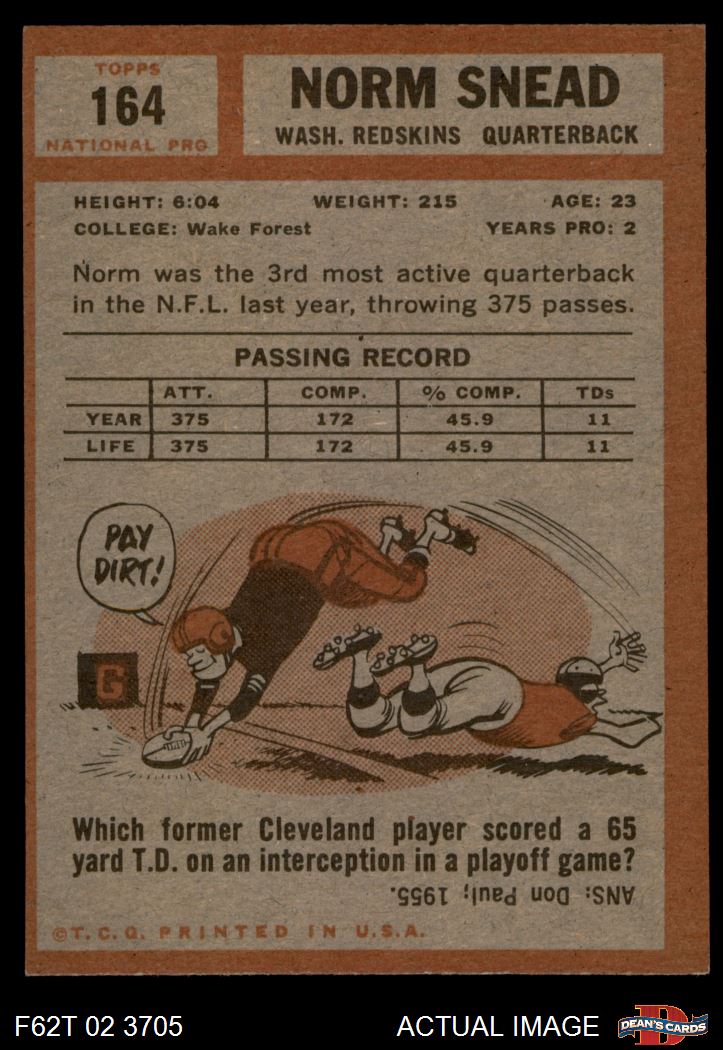 TOPPS
164
NATIONAL PRO
NORM SNEAD
WASH. REDSKINS QUARTERBACK
HEIGHT: 6:04 WEIGHT: 215 AGE: 23
COLLEGE: Wake Forest YEARS PRO: 2
Norm was the 3rd most active quarterback
in the N.F.L. last year, throwing 375 passes.
PASSING RECORD
ATT. COMP. % COMP. TDs
YEAR 375 172 45.9 11
LIFE 375 172 45.9 11
PAY
DIRT!
G
Which former Cleveland player scored a 65
yard T.D. on an interception in a playoff game?
ANS: Don Paul; 1955.
©T.C.G. PRINTED IN U.S.A.
F62T 02 3705 ACTUAL IMAGE
D
DEAN'S CARDS